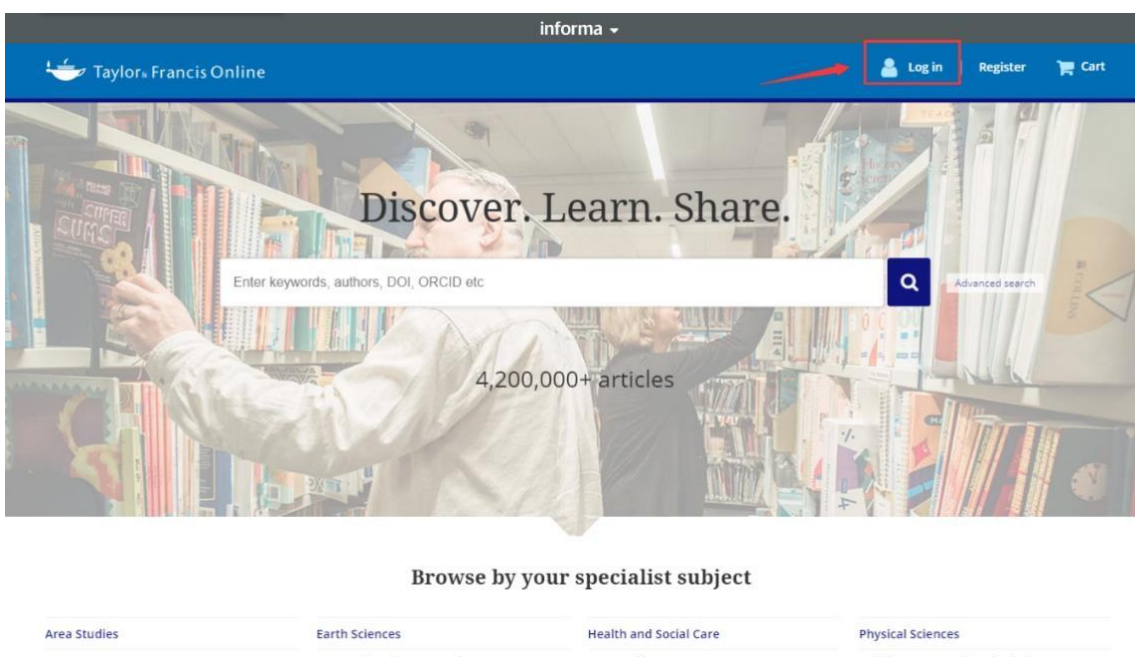 informa
Taylor & Francis Online
Log in
Register
Cart
Discover. Learn. Share.
Enter keywords, authors, DOI, ORCID etc
Advanced search
4,200,000+ articles
Browse by your specialist subject
Area Studies
Earth Sciences
Health and Social Care
Physical Sciences